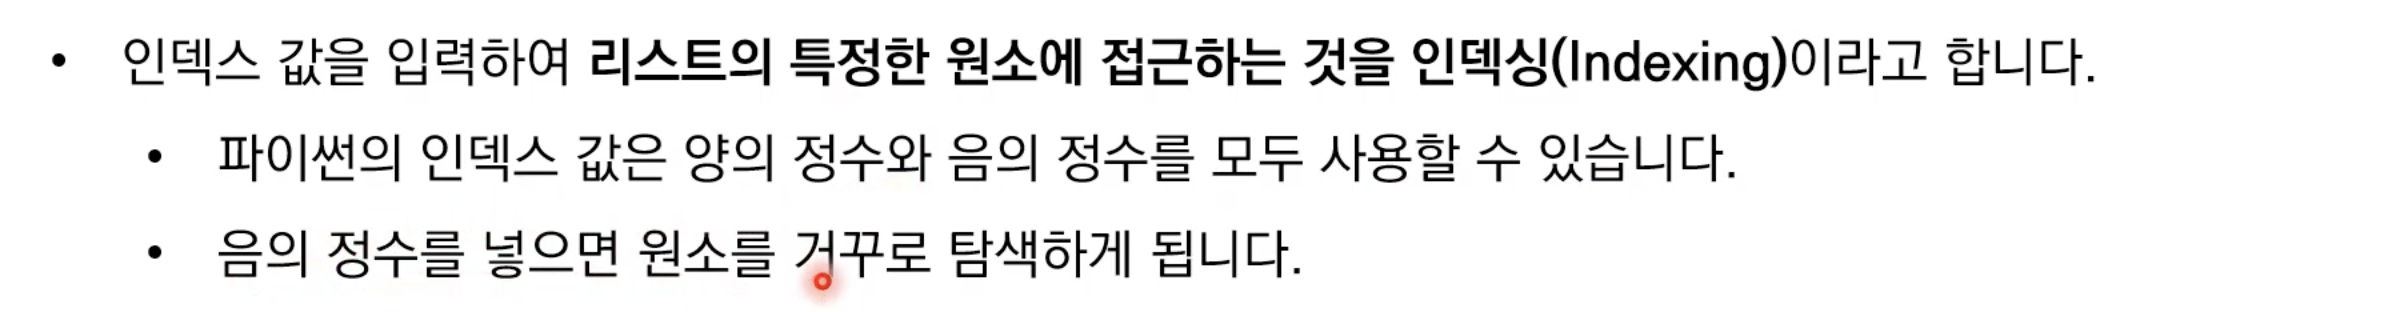 • 인덱스 값을 입력하여 리스트의 특정한 원소에 접근하는 것을 인덱싱(Indexing)이라고 합니다.
• 파이썬의 인덱스 값은 양의 정수와 음의 정수를 모두 사용할 수 있습니다.
• 음의 정수를 넣으면 원소를 거꾸로 탐색하게 됩니다.